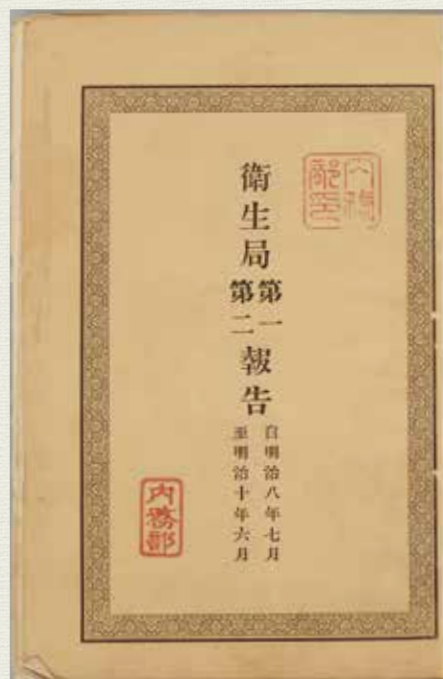 衛生局第一第二報告
自明治八年七月
至明治十年六月
内務部